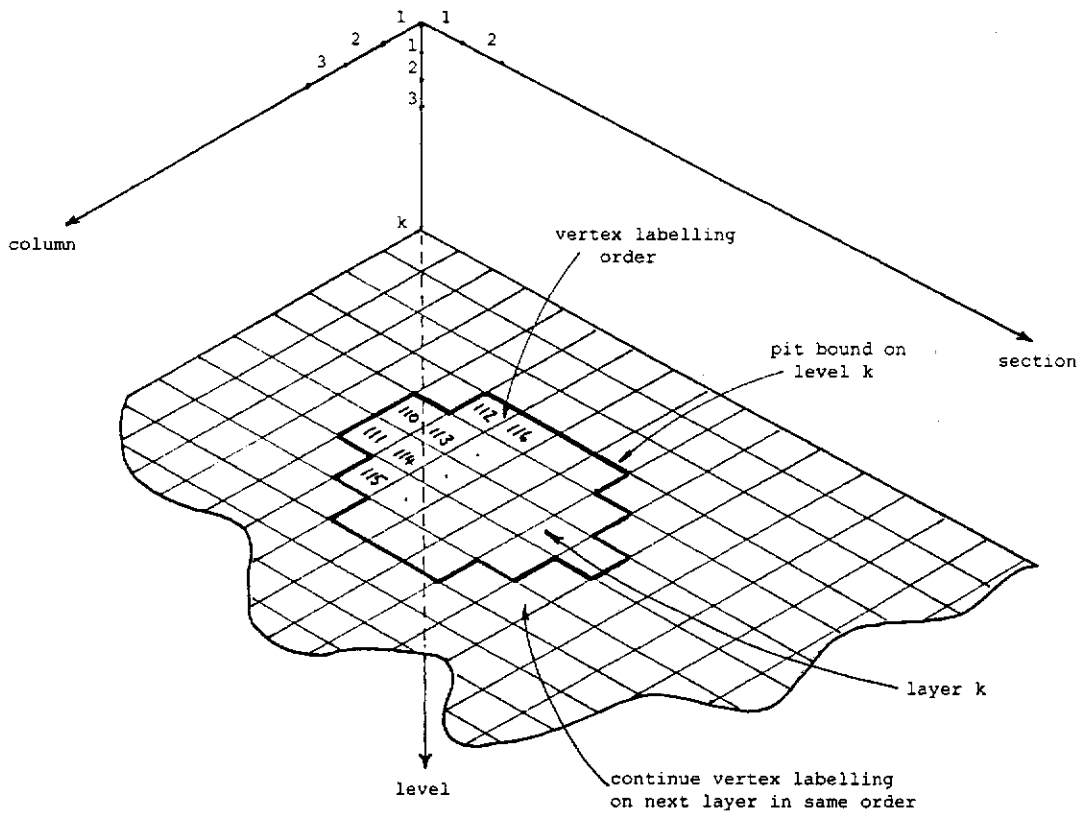 1 1
2 1 2
3 2
3
column
k
vertex labelling
order
section
pit bound on
level k
110 112
111 113 116
114
115
layer k
level
continue vertex labelling
on next layer in same order